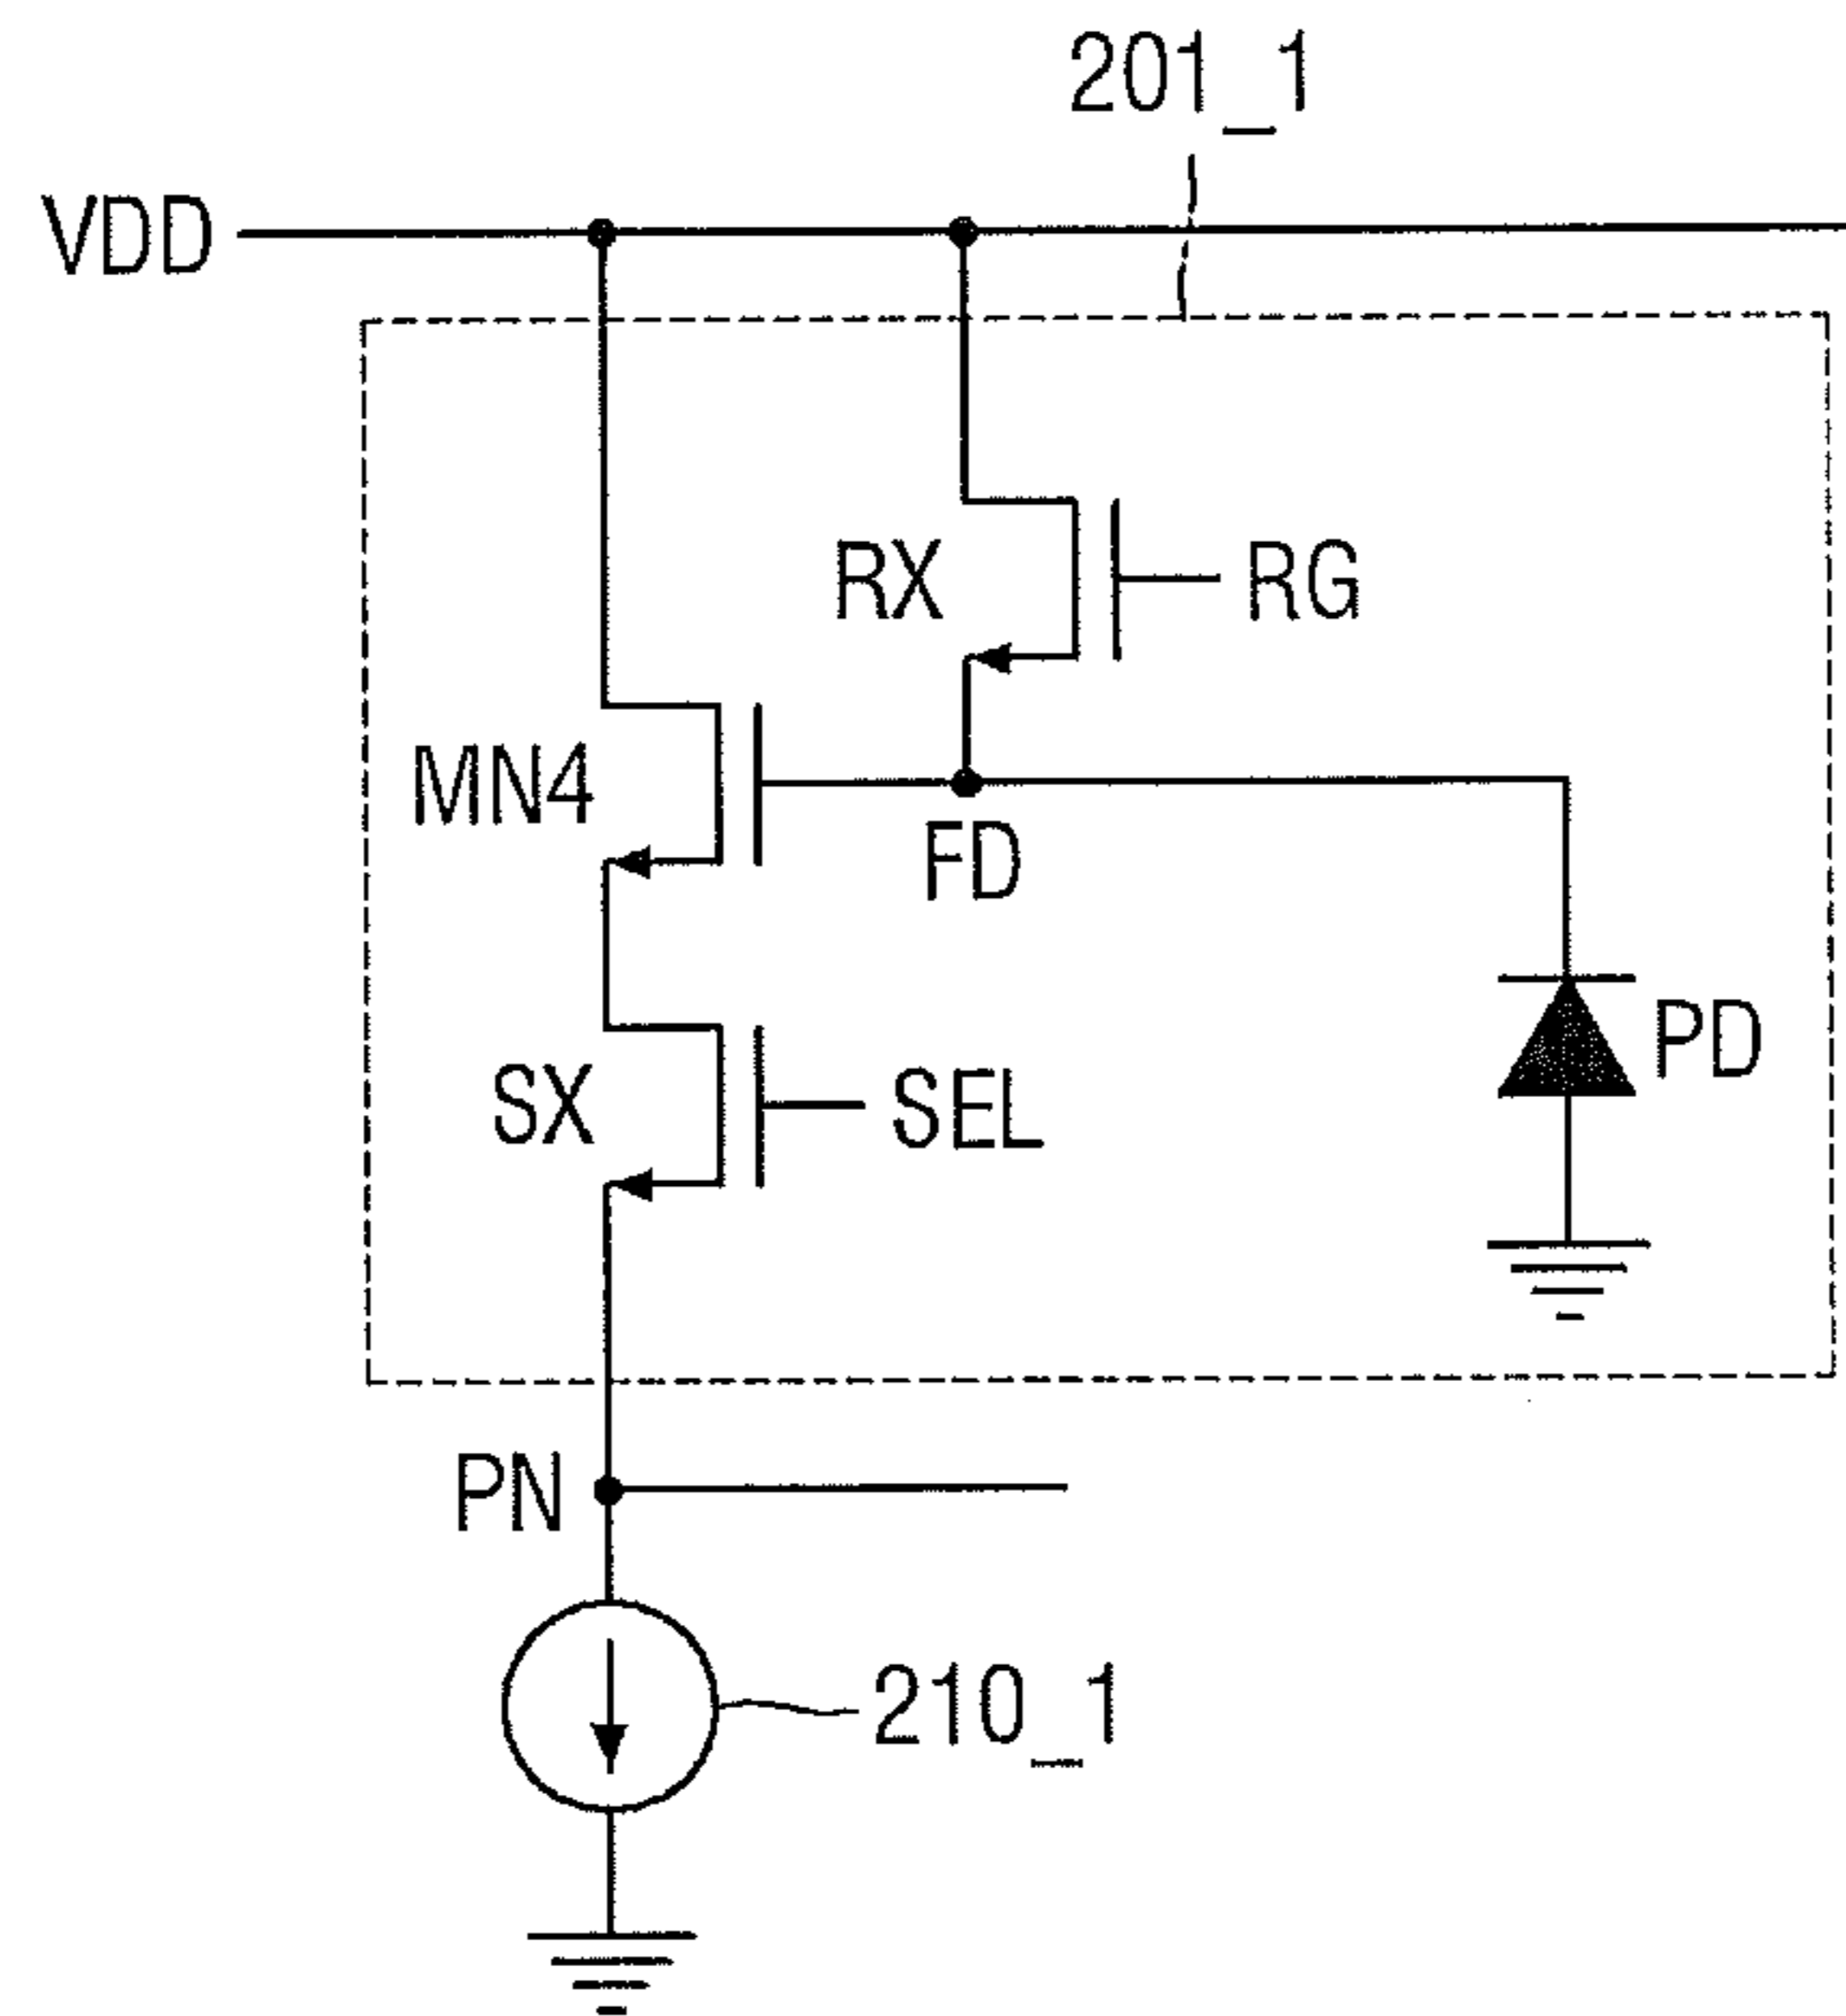 201_1
VDD
RX
RG
MN4
FD
PD
SX
SEL
PN
210_1